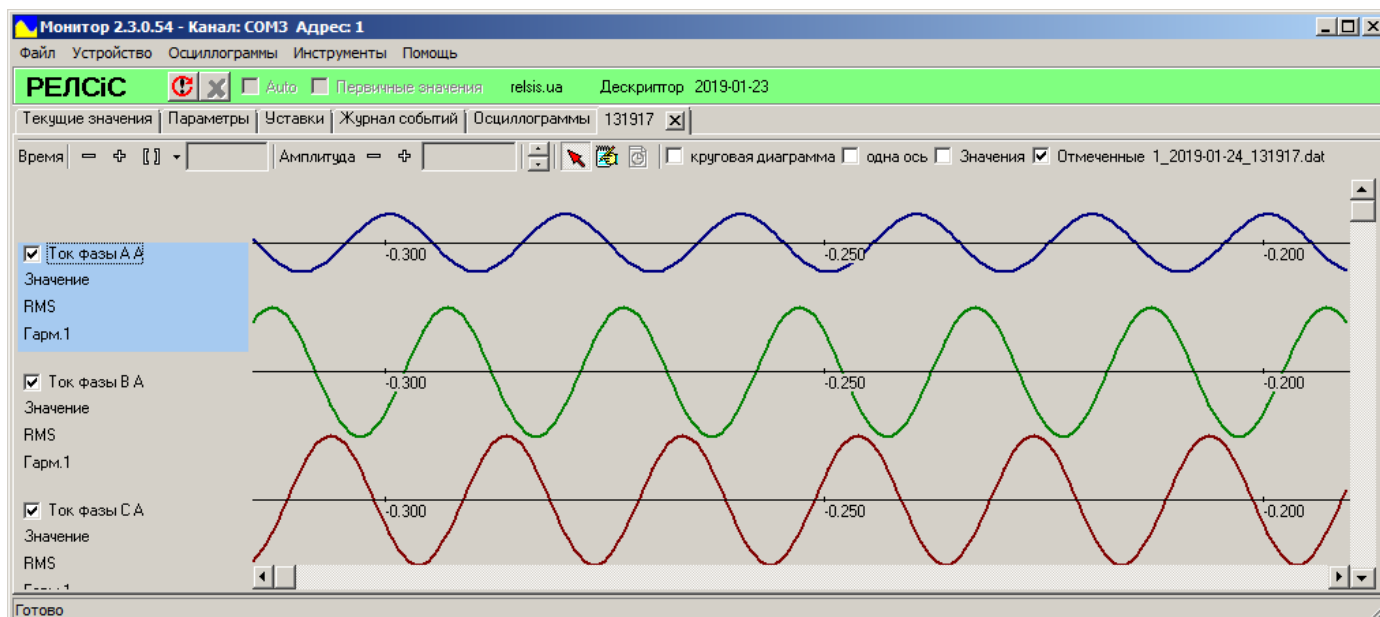 Монитор 2.3.0.54 - Канал: COM3 Адрес: 1
Файл Устройство Осциллограммы Инструменты Помощь
РЕЛСіС Auto Первичные значения relsis.ua Дескриптор 2019-01-23
Текущие значения Параметры Уставки Журнал событий Осциллограммы 131917
Время Амплитуда круговая диаграмма одна ось Значения Отмеченные 1_2019-01-24_131917.dat
Ток фазы А А -0.300 -0.250 -0.200
Значение
RMS
Гарм.1
Ток фазы В А -0.300 -0.250 -0.200
Значение
RMS
Гарм.1
Ток фазы С А -0.300 -0.250 -0.200
Значение
RMS
Готово